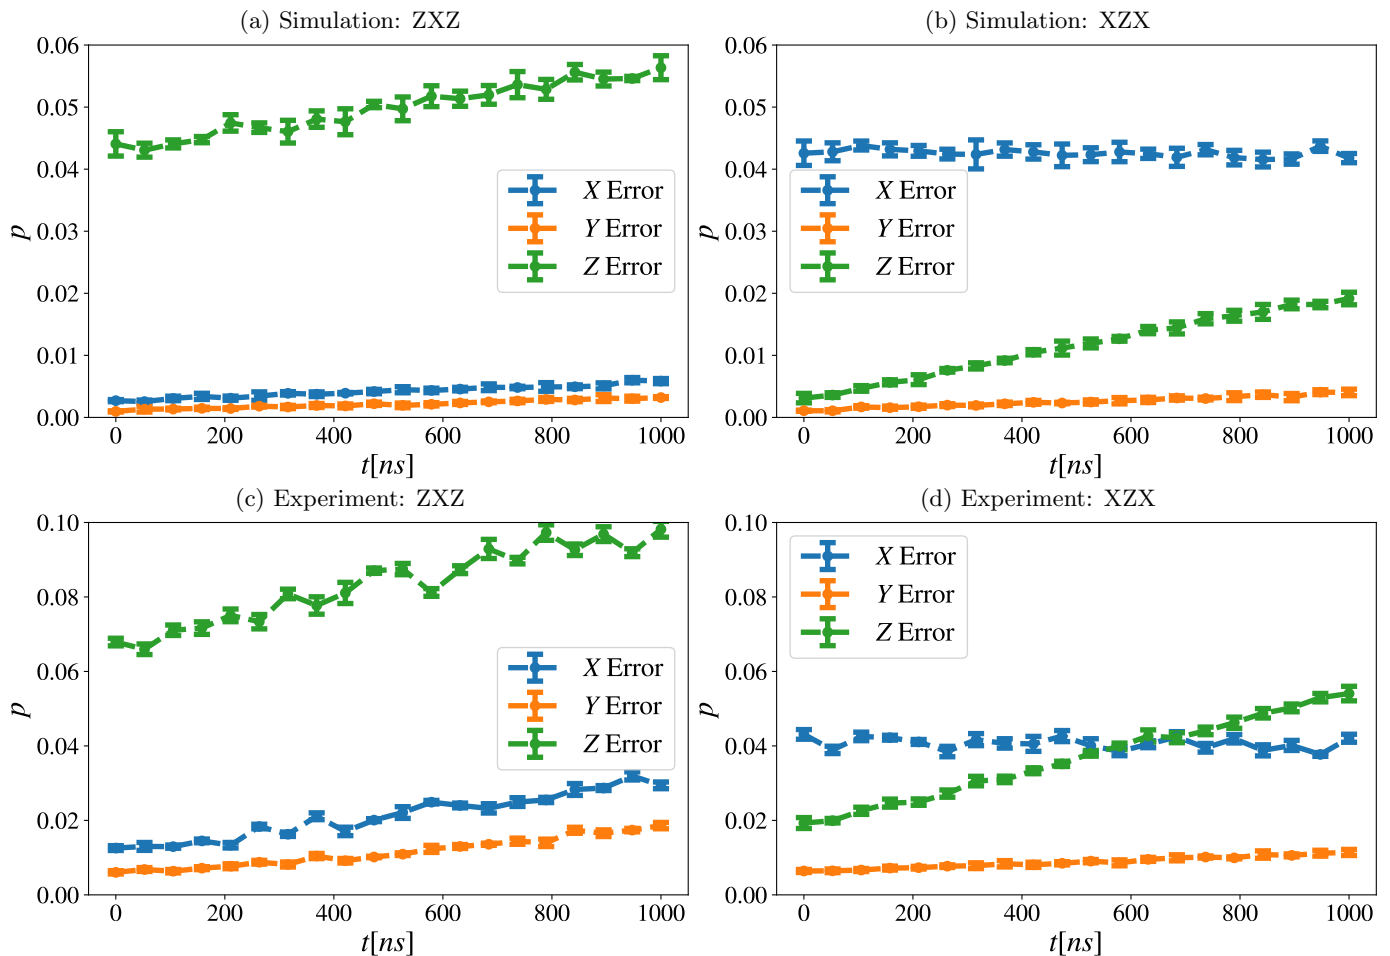 (a) Simulation: ZXZ
0.06
0.05
0.04
0.03
0.02
0.01
0.00
p
X Error
Y Error
Z Error
0 200 400 600 800 1000
t[ns]
(b) Simulation: XZX
0.06
0.05
0.04
0.03
0.02
0.01
0.00
p
X Error
Y Error
Z Error
0 200 400 600 800 1000
t[ns]
(c) Experiment: ZXZ
0.10
0.08
0.06
0.04
0.02
0.00
p
X Error
Y Error
Z Error
0 200 400 600 800 1000
t[ns]
(d) Experiment: XZX
0.10
0.08
0.06
0.04
0.02
0.00
p
X Error
Y Error
Z Error
0 200 400 600 800 1000
t[ns]